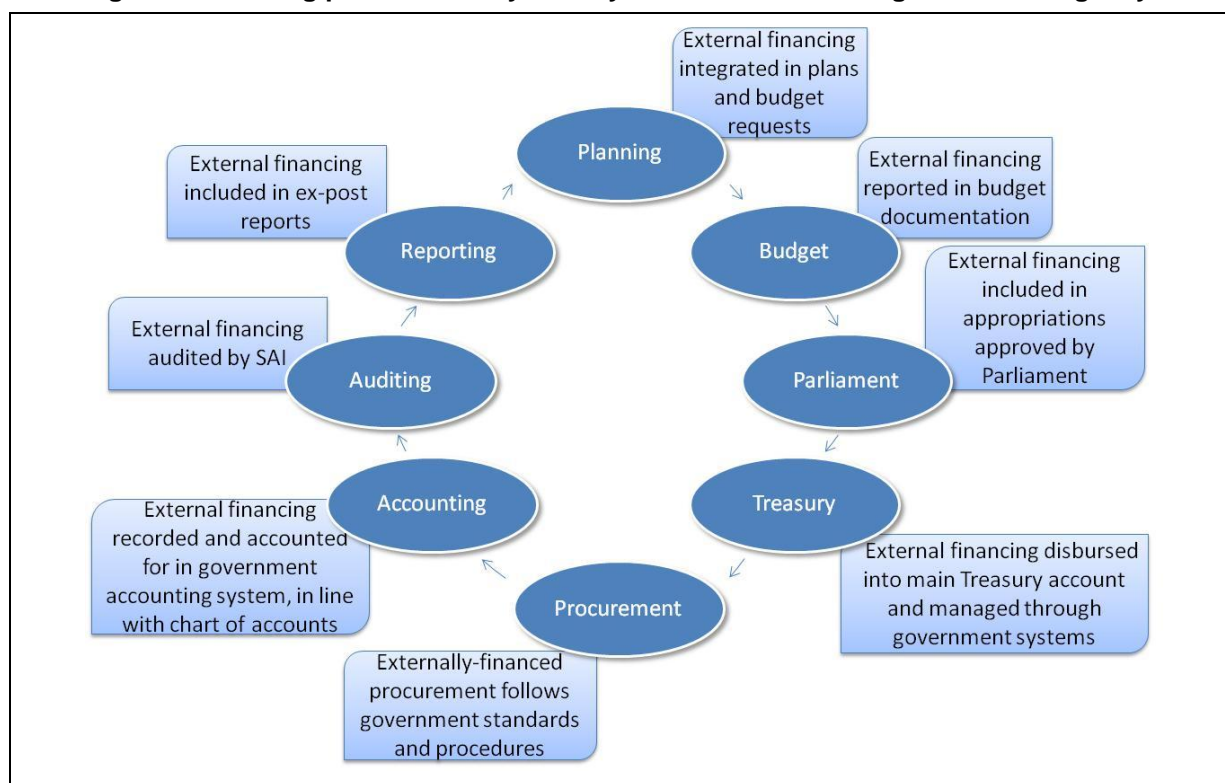 Planning
External financing
integrated in plans
and budget
requests
Budget
External financing
reported in budget
documentation
Parliament
External financing
included in
appropriations
approved by
Parliament
Treasury
External financing disbursed
into main Treasury account
and managed through
government systems
Procurement
Externally-financed
procurement follows
government standards
and procedures
Accounting
External financing
recorded and accounted
for in government
accounting system, in line
with chart of accounts
Auditing
External financing
audited by SAI
Reporting
External financing
included in ex-post
reports